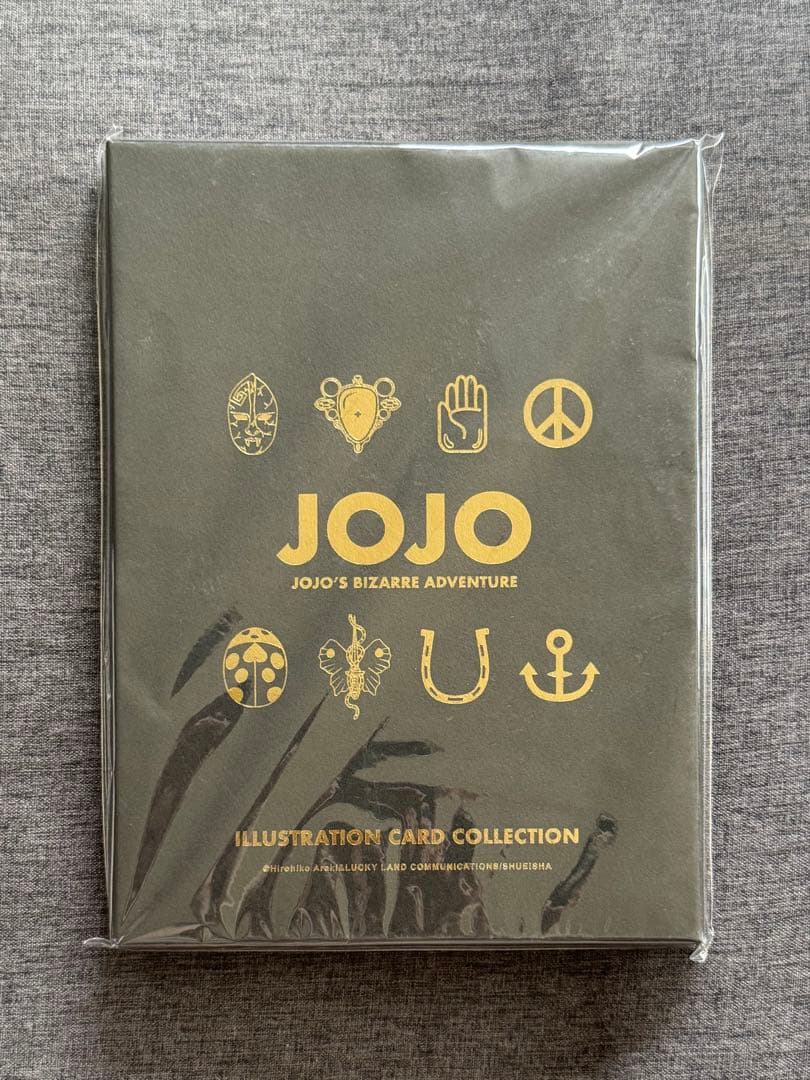 JOJO
JOJO'S BIZARRE ADVENTURE
ILLUSTRATION CARD COLLECTION
©Hirohiko Araki&LUCKY LAND COMMUNICATIONS/SHUEISHA